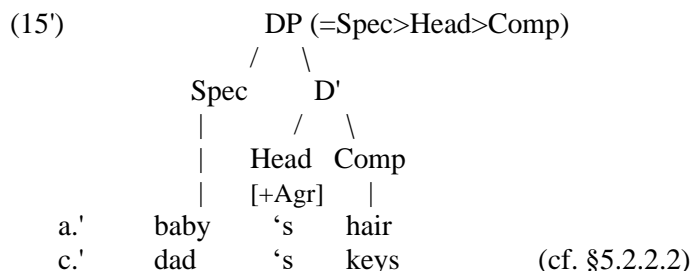 (15') DP (=Spec>Head>Comp)
/ \
Spec D'
| / \
| Head Comp
| [+Agr] |
a.' baby ‘s hair
c.' dad ‘s keys (cf. §5.2.2.2)